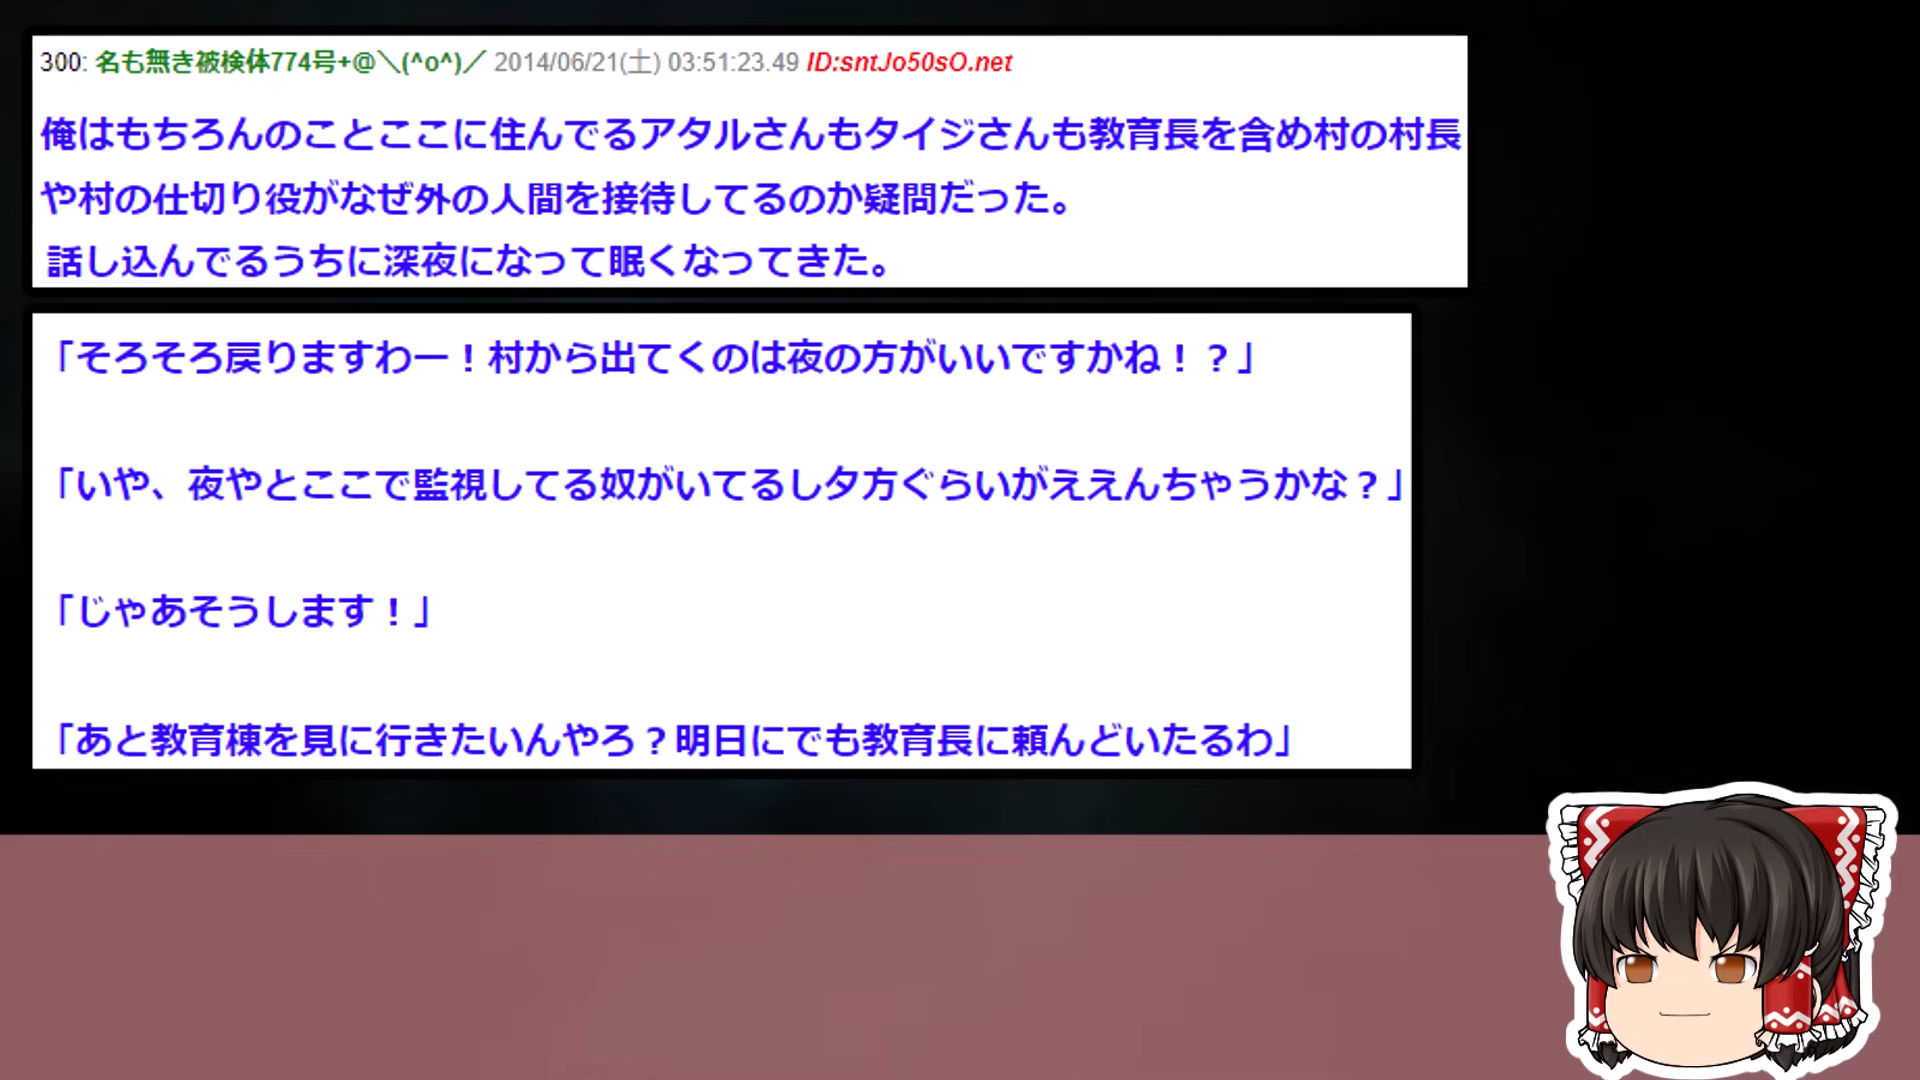 300: 名も無き被検体774号+@＼(^o^)／ 2014/06/21(土) 03:51:23.49 ID:sntJo50sO.net
俺はもちろんのことここに住んでるアタルさんもタイジさんも教育長を含め村の村長
や村の仕切り役がなぜ外の人間を接待してるのか疑問だった。
話し込んでるうちに深夜になって眠くなってきた。
「そろそろ戻りますわー！村から出てくのは夜の方がいいですかね！？」
「いや、夜やとここで監視してる奴がいてるし夕方ぐらいがええんちゃうかな？」
「じゃあそうします！」
「あと教育棟を見に行きたいんやろ？明日にでも教育長に頼んどいたるわ」